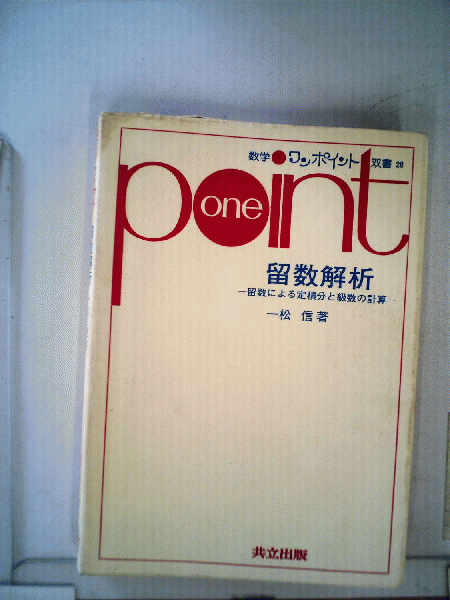 数学●ワンポイント双書 28
point
one
留数解析
—留数による定積分と級数の計算—
一松 信著
共立出版